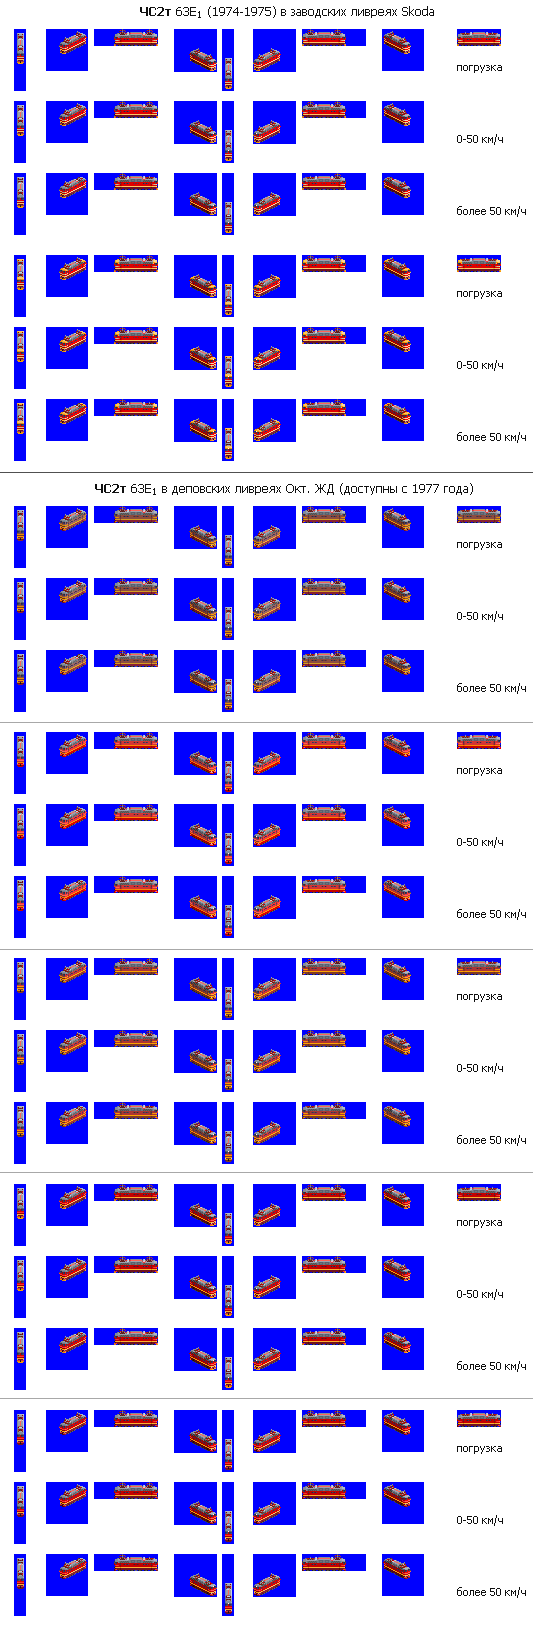 ЧС2т 63E₁ (1974-1975) в заводских ливреях Skoda
погрузка
0-50 км/ч
более 50 км/ч
погрузка
0-50 км/ч
более 50 км/ч
ЧС2т 63E₁ в деповских ливреях Окт. ЖД (доступны с 1977 года)
погрузка
0-50 км/ч
более 50 км/ч
погрузка
0-50 км/ч
более 50 км/ч
погрузка
0-50 км/ч
более 50 км/ч
погрузка
0-50 км/ч
более 50 км/ч
погрузка
0-50 км/ч
более 50 км/ч